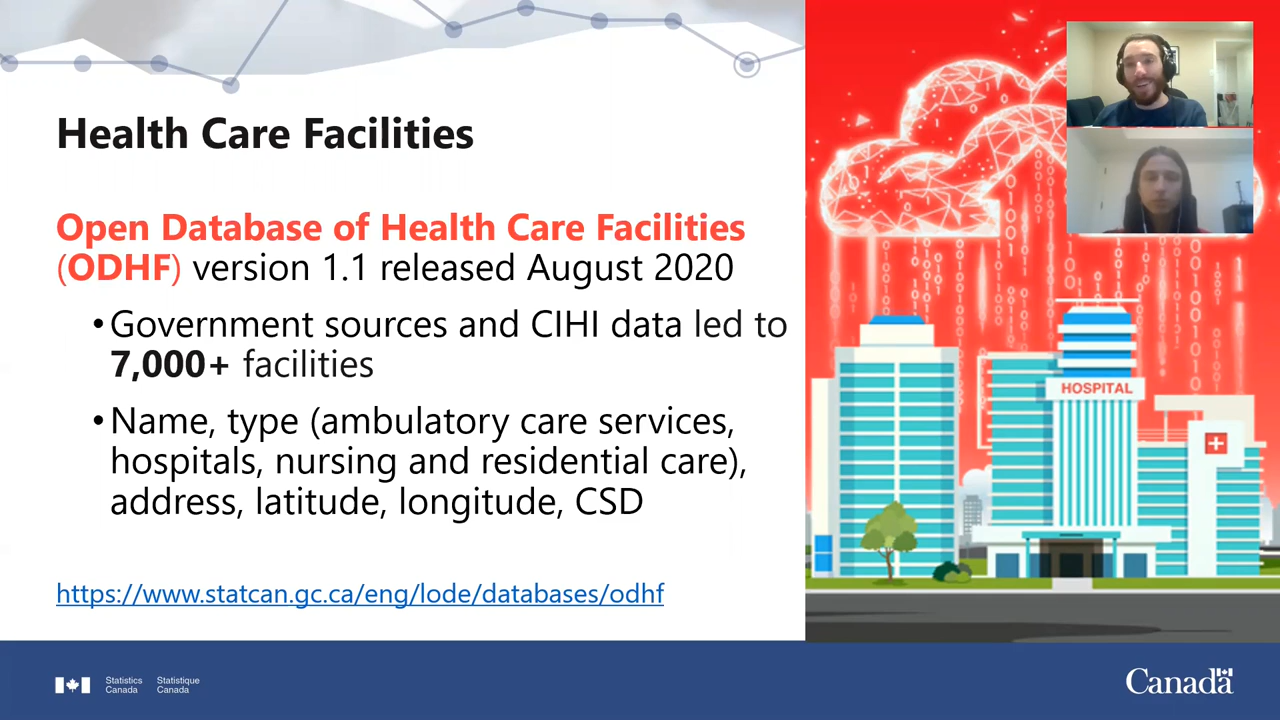 Health Care Facilities
Open Database of Health Care Facilities
(ODHF) version 1.1 released August 2020
•Government sources and CIHI data led to
7,000+ facilities
•Name, type (ambulatory care services,
hospitals, nursing and residential care),
address, latitude, longitude, CSD
https://www.statcan.gc.ca/eng/lode/databases/odhf
HOSPITAL
Statistics Statistique
Canada Canada
Canada